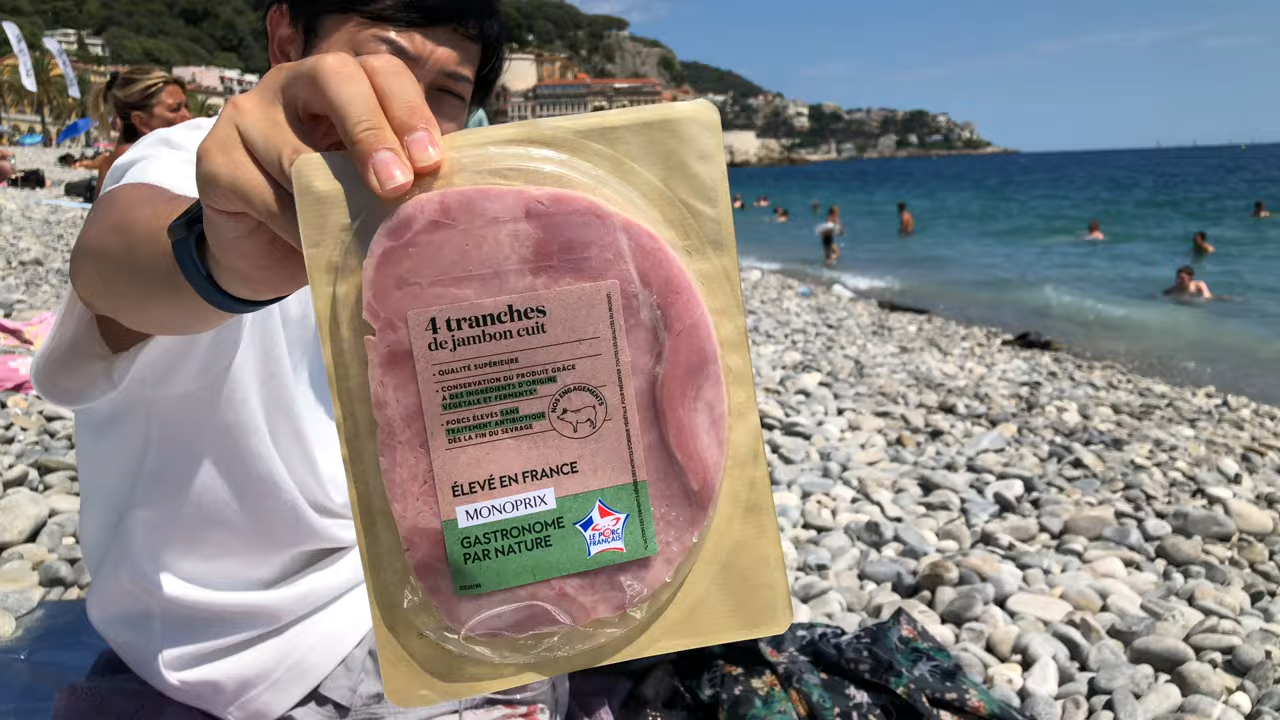 4 tranches
de jambon cuit
• QUALITÉ SUPÉRIEURE
• CONSERVATION DU PRODUIT GRÂCE
À DES INGRÉDIENTS D'ORIGINE
VÉGÉTALE ET FERMENTS*
• PORCS ÉLEVÉS SANS
TRAITEMENT ANTIBIOTIQUE
DÈS LA FIN DU SEVRAGE
NOS ENGAGEMENTS
ÉLEVÉ EN FRANCE
MONOPRIX
GASTRONOME
PAR NATURE
LE PORC
FRANÇAIS